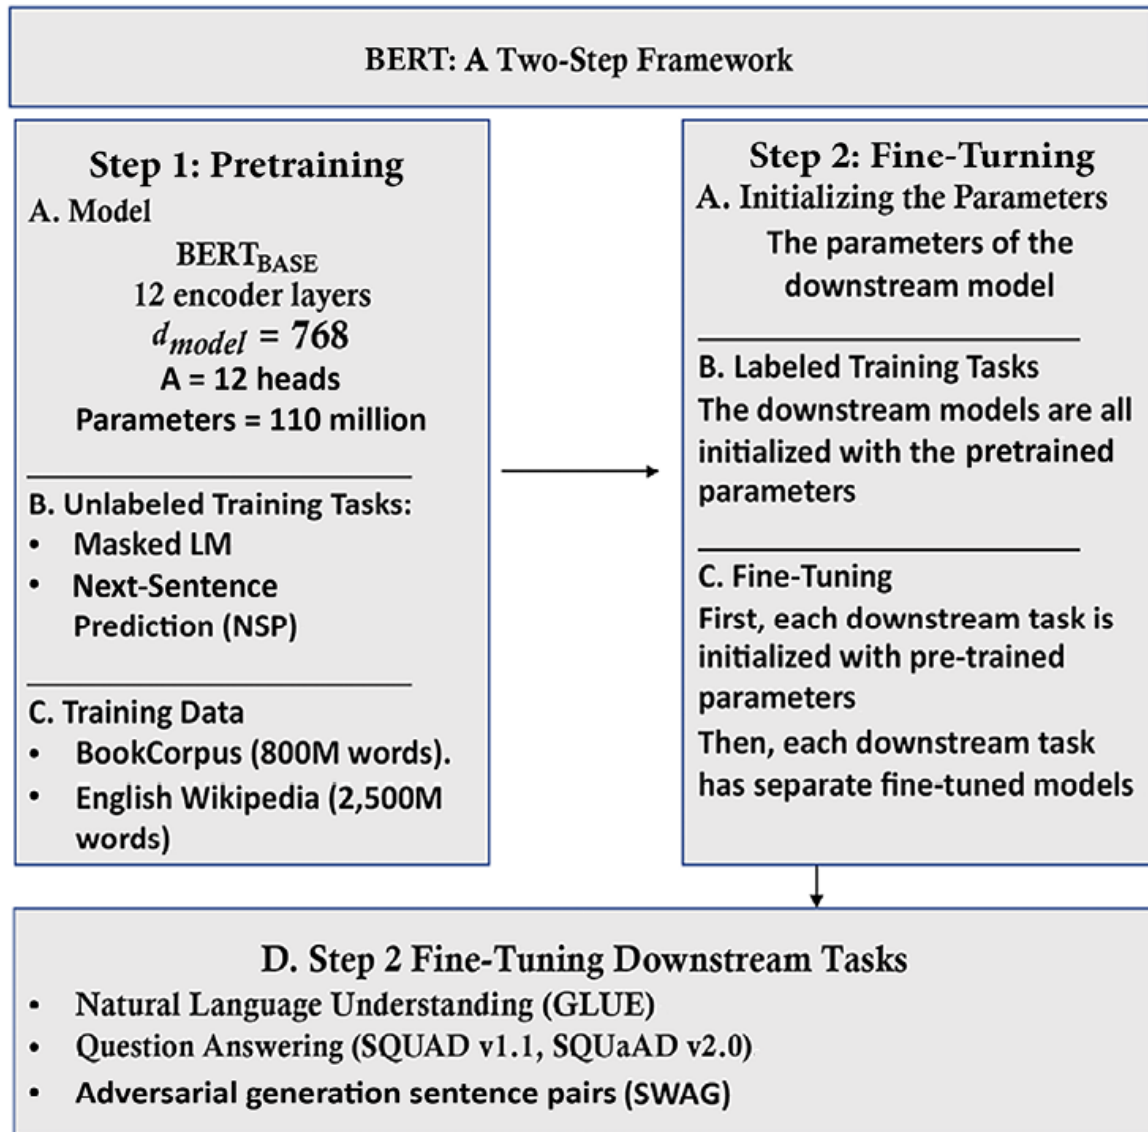 BERT: A Two-Step Framework
Step 1: Pretraining
A. Model
BERT_BASE
12 encoder layers
d_model = 768
A = 12 heads
Parameters = 110 million
B. Unlabeled Training Tasks:
• Masked LM
• Next-Sentence
Prediction (NSP)
C. Training Data
• BookCorpus (800M words).
• English Wikipedia (2,500M
words)
Step 2: Fine-Turning
A. Initializing the Parameters
The parameters of the
downstream model
B. Labeled Training Tasks
The downstream models are all
initialized with the pretrained
parameters
C. Fine-Tuning
First, each downstream task is
initialized with pre-trained
parameters
Then, each downstream task
has separate fine-tuned models
D. Step 2 Fine-Tuning Downstream Tasks
• Natural Language Understanding (GLUE)
• Question Answering (SQUAD v1.1, SQUaAD v2.0)
• Adversarial generation sentence pairs (SWAG)